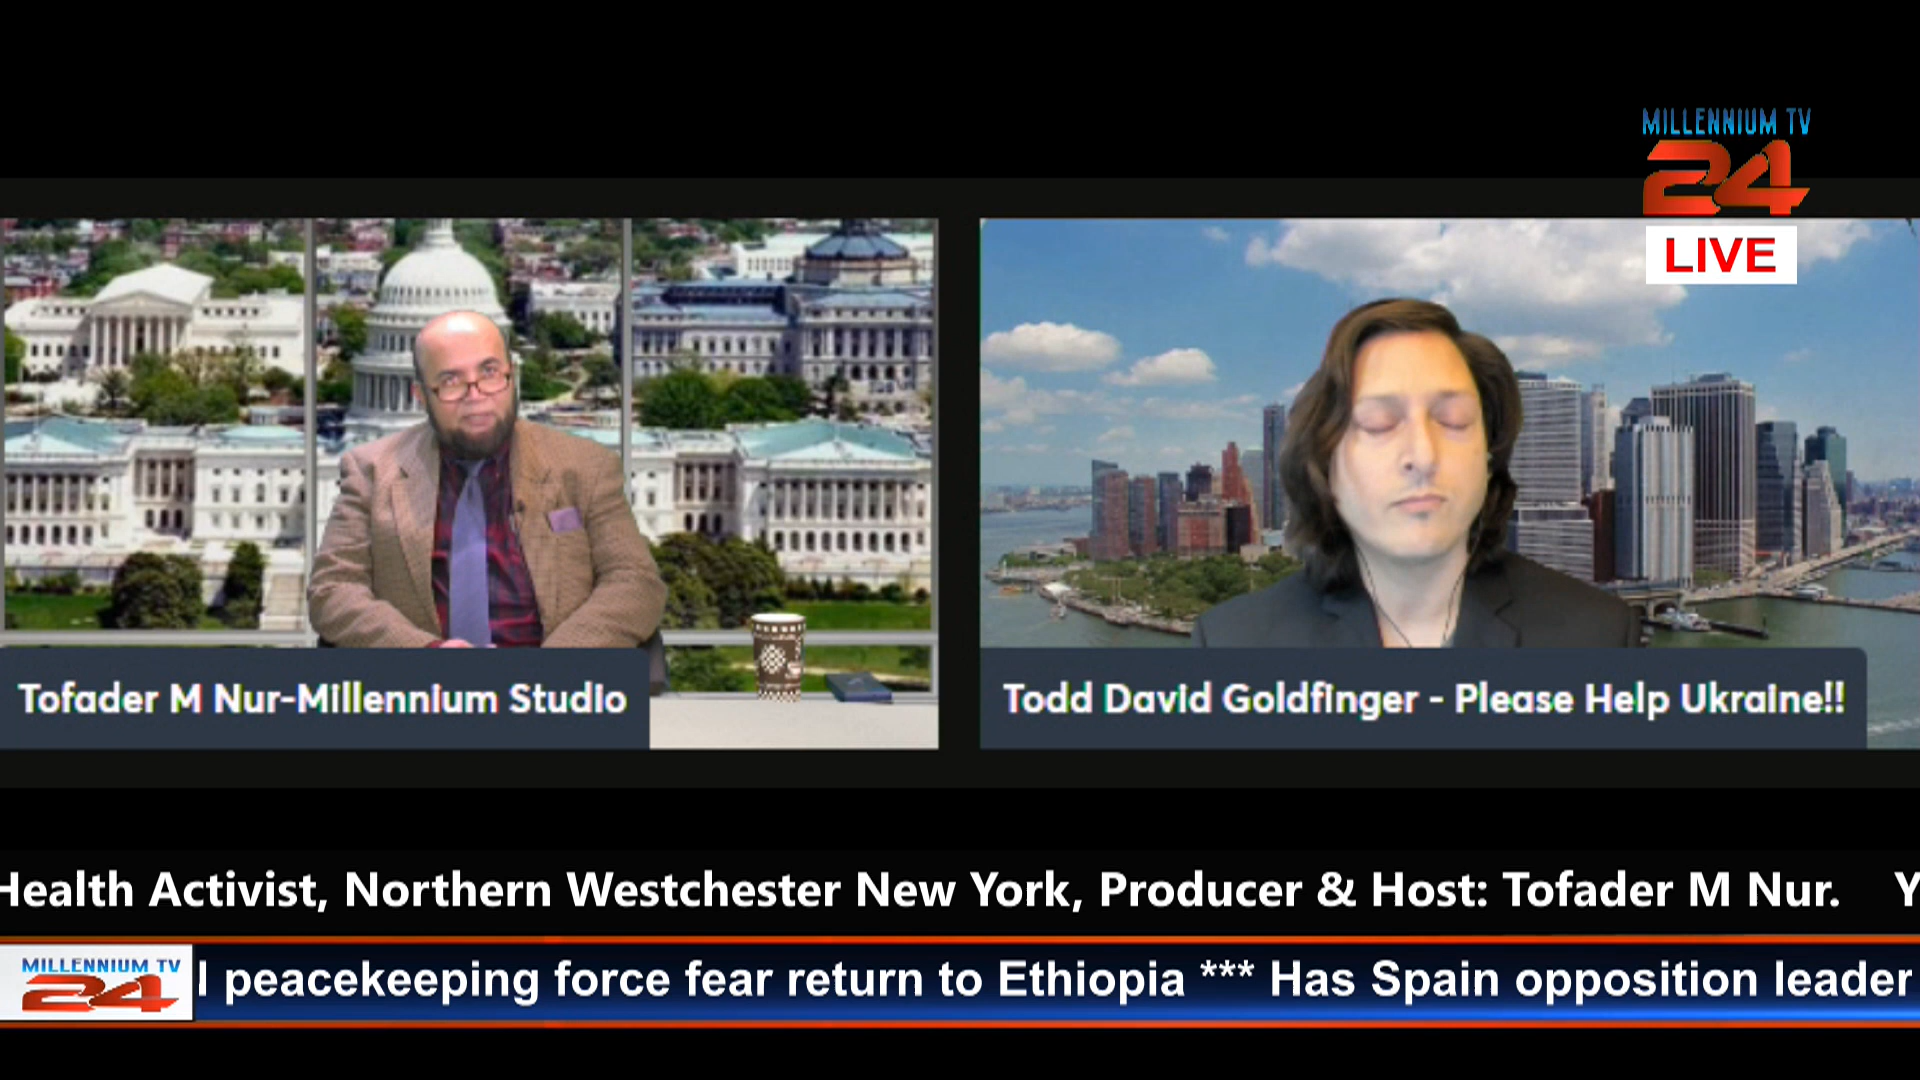 MILLENNIUM TV
24
LIVE
Tofader M Nur-Millennium Studio
Todd David Goldfinger - Please Help Ukraine!!
Health Activist, Northern Westchester New York, Producer & Host: Tofader M Nur. Y
MILLENNIUM TV
24
l peacekeeping force fear return to Ethiopia *** Has Spain opposition leader